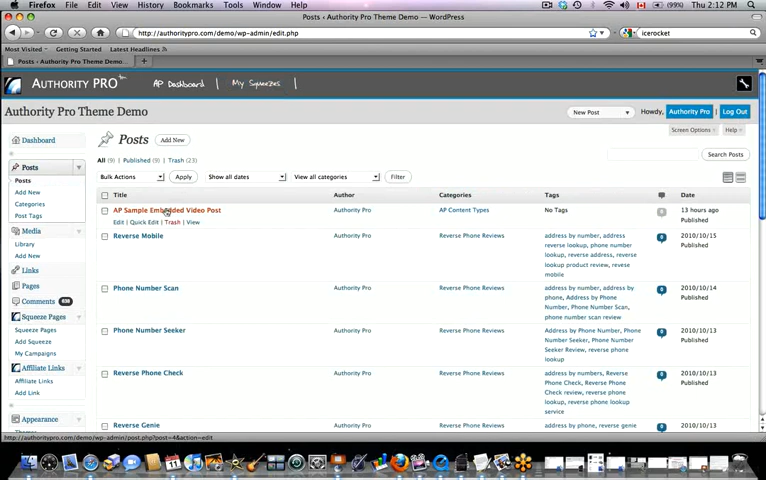 Firefox File Edit View History Bookmarks Tools Window Help (99%) Thu 2:12 PM
Posts ‹ Authority Pro Theme Demo — WordPress
http://authoritypro.com/demo/wp-admin/edit.php
icerocket
Most Visited Getting Started Latest Headlines
Posts ‹ Authority Pro Theme Demo...
AUTHORITY PRO AP Dashboard | My Squeezes |
Authority Pro Theme Demo New Post Howdy, Authority Pro | Log Out
Screen Options Help
Dashboard
Posts
Posts
Add New
Categories
Post Tags
Media
Library
Add New
Links
Pages
Comments
Squeeze Pages
Squeeze Pages
Add Squeeze
My Campaigns
Affiliate Links
Affiliate Links
Add Link
Appearance
Posts Add New
All (9) | Published (9) | Trash (23)
Search Posts
Bulk Actions Apply Show all dates View all categories Filter
Title Author Categories Tags Date
AP Sample Embedded Video Post Authority Pro AP Content Types No Tags 0 13 hours ago
Published
Edit | Quick Edit | Trash | View
Reverse Mobile Authority Pro Reverse Phone Reviews 0 2010/10/15
Published
address by number, address
reverse lookup, phone number
lookup, reverse address, reverse
lookup product review, revese
mobile
Phone Number Scan Authority Pro Reverse Phone Reviews 0 2010/10/14
Published
address by number, address by
phone, Address by Phone
Number, Phone Number Scan,
phone number scan review
Phone Number Seeker Authority Pro Reverse Phone Reviews 0 2010/10/13
Published
Address by Phone Number, Phone
Number Seeker, Phone Number
Seeker Review, reverse phone
lookup
Reverse Phone Check Authority Pro Reverse Phone Reviews 0 2010/10/13
Published
address by numbers, Reverse
Phone Check, Reverse Phone
Check review, reverse phone
lookup, reverse phone lookup
service
Reverse Genie Authority Pro Reverse Phone Reviews 0 2010/10/13
address by phone, reverse genie
http://authoritypro.com/demo/wp-admin/post.php?post=4&action=edit